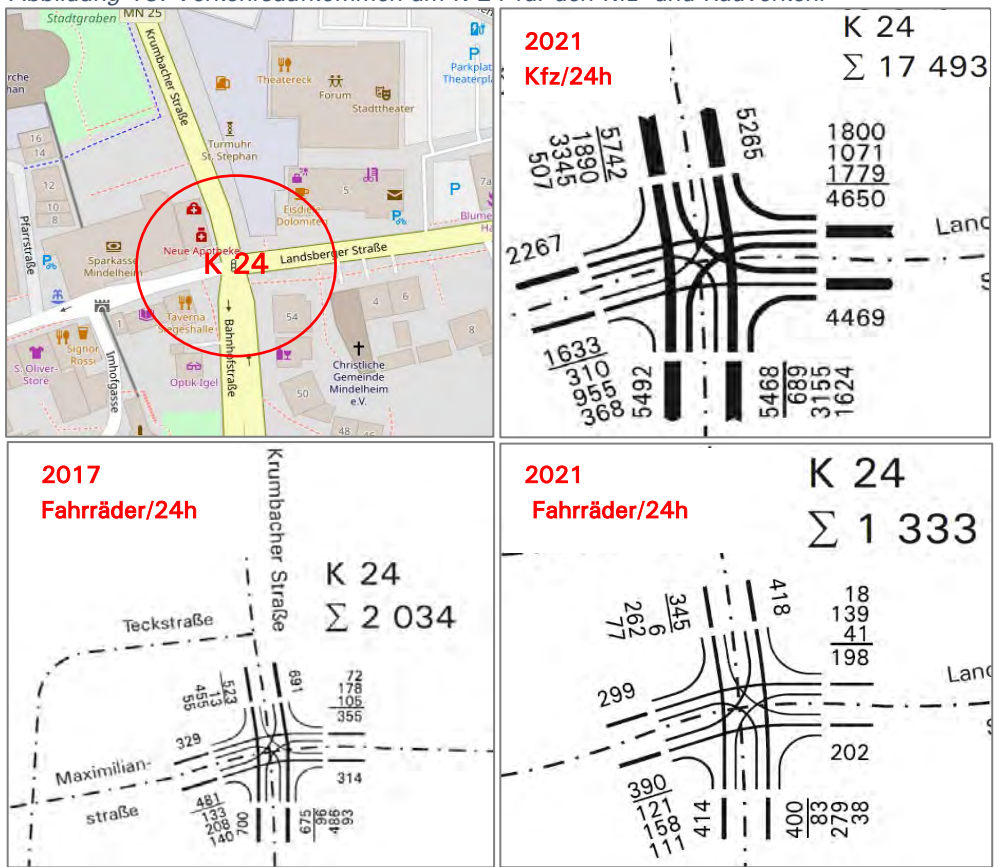 MN 25
Stadtgraben
Krumbacher Straße
Theatereck
Forum
Stadttheater
Turmuhr
St. Stephan
16
14
12
10
8
Pfarrstraße
Sparkasse
Mindelheim
Neue Apotheke
K 24
Eisdiele
Dolomiten
5
7a
Landsberger Straße
Taverna
Siegeshalle
1
Signor
Rossi
S. Oliver-
Store
Imhofgasse
Optik Igel
Bahnhofstraße
54
50
48
46
4
6
8
Christliche
Gemeinde
Mindelheim
e.V.
2021
Kfz/24h
K 24
Σ 17 493
5742
1890
3345
507
5265
1800
1071
1779
4650
2267
4469
1633
310
955
368
5492
5468
689
3155
1624
2017
Fahrräder/24h
Krumbacher Straße
K 24
Σ 2 034
Teckstraße
523
13
455
55
691
72
178
105
355
329
314
Maximilian-
straße
481
133
208
140
700
675
96
486
93
2021
Fahrräder/24h
K 24
Σ 1 333
345
6
262
77
418
18
139
41
198
299
202
390
121
158
111
414
400
83
279
38